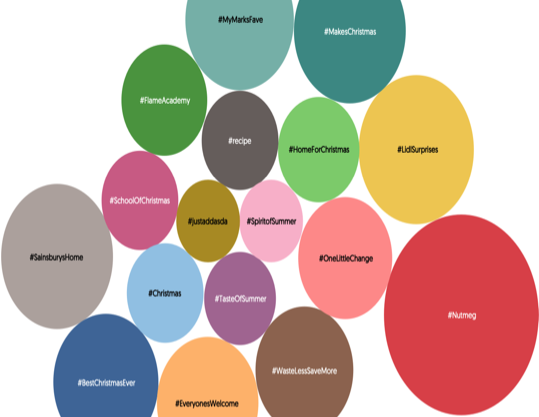 #MyMarksFave
#MakesChristmas
#FlameAcademy
#recipe
#HomeForChristmas
#LidlSurprises
#SchoolOfChristmas
#justaddasda
#SpiritofSummer
#SainsburysHome
#OneLittleChange
#Christmas
#TasteOfSummer
#Nutmeg
#BestChristmasEver
#WasteLessSaveMore
#EveryonesWelcome